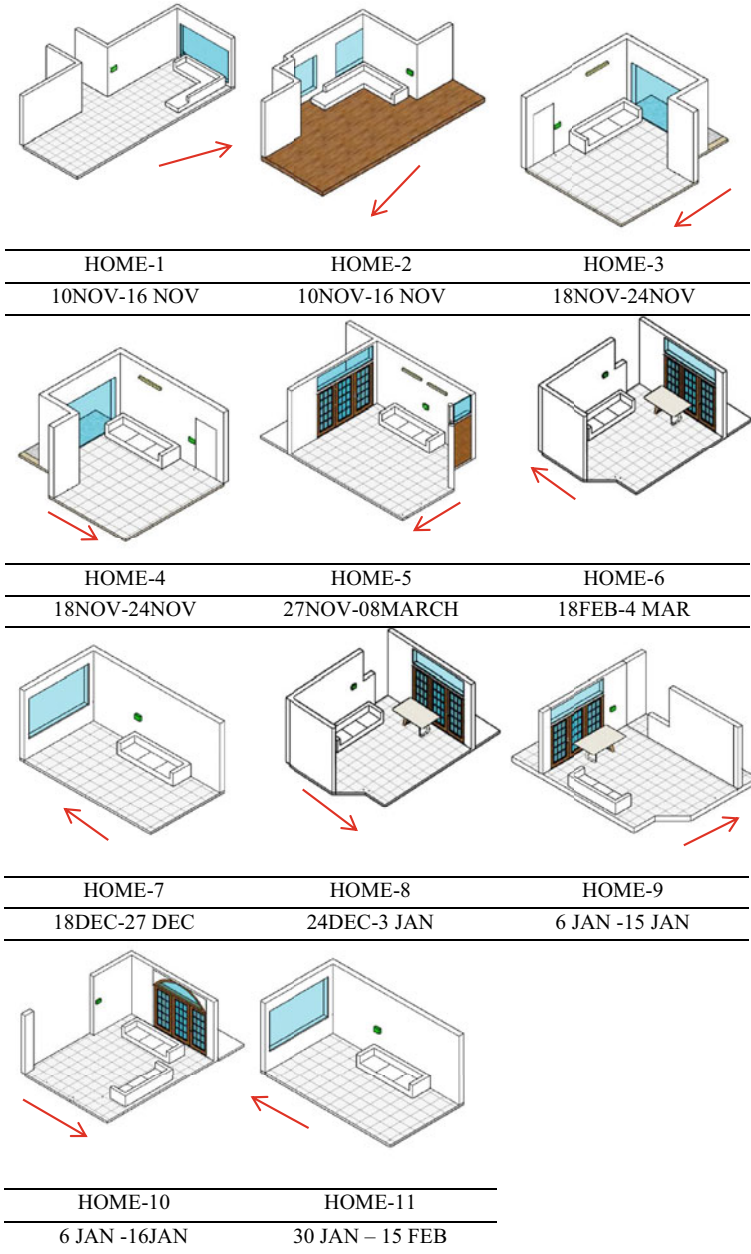 HOME-1 HOME-2 HOME-3
10NOV-16 NOV 10NOV-16 NOV 18NOV-24NOV
HOME-4 HOME-5 HOME-6
18NOV-24NOV 27NOV-08MARCH 18FEB-4 MAR
HOME-7 HOME-8 HOME-9
18DEC-27 DEC 24DEC-3 JAN 6 JAN -15 JAN
HOME-10 HOME-11
6 JAN -16JAN 30 JAN – 15 FEB